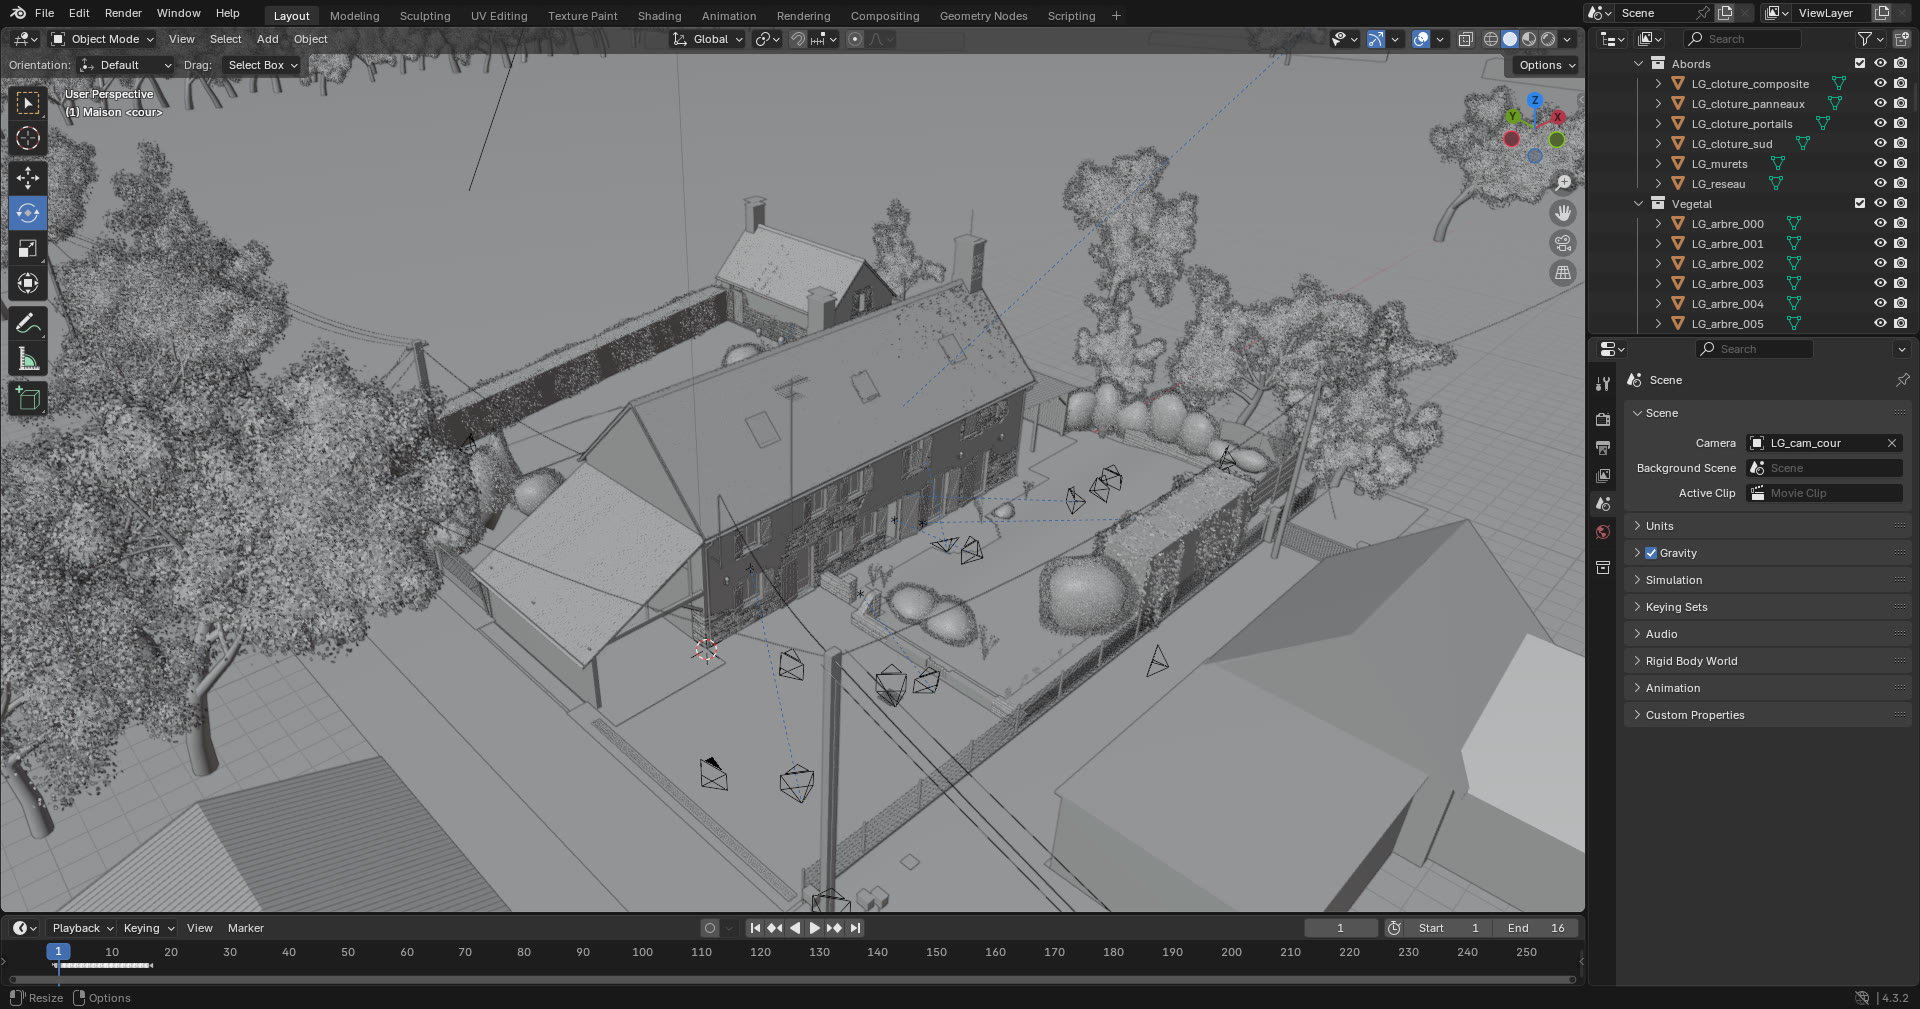 File Edit Render Window Help Layout Modeling Sculpting UV Editing Texture Paint Shading Animation Rendering Compositing Geometry Nodes Scripting + Scene ViewLayer
Object Mode View Select Add Object Global Search
Orientation: Default Drag: Select Box Options
User Perspective
(1) Maison <cour>
Z
Y
X
Abords
LG_cloture_composite
LG_cloture_panneaux
LG_cloture_portails
LG_cloture_sud
LG_murets
LG_reseau
Vegetal
LG_arbre_000
LG_arbre_001
LG_arbre_002
LG_arbre_003
LG_arbre_004
LG_arbre_005
Search
Scene
Scene
Camera LG_cam_cour
Background Scene Scene
Active Clip Movie Clip
Units
Gravity
Simulation
Keying Sets
Audio
Rigid Body World
Animation
Custom Properties
Playback Keying View Marker 1 Start 1 End 16
1 10 20 30 40 50 60 70 80 90 100 110 120 130 140 150 160 170 180 190 200 210 220 230 240 250
Resize Options 4.3.2